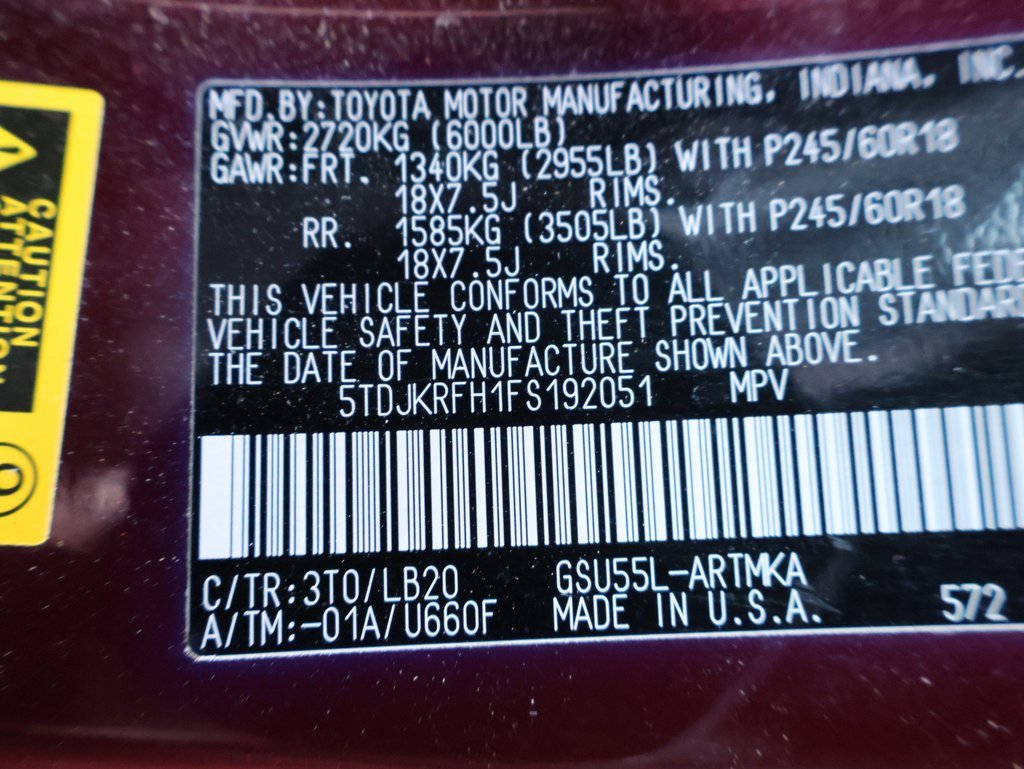 MFD. BY: TOYOTA MOTOR MANUFACTURING, INDIANA, INC.
GVWR: 2720KG (6000LB)
GAWR: FRT. 1340KG (2955LB) WITH P245/60R18
18X7.5J RIMS.
RR. 1585KG (3505LB) WITH P245/60R18
18X7.5J RIMS.
THIS VEHICLE CONFORMS TO ALL APPLICABLE FEDE
VEHICLE SAFETY AND THEFT PREVENTION STANDARD
THE DATE OF MANUFACTURE SHOWN ABOVE.
5TDJKRFH1FS192051 MPV
C/TR: 3T0/LB20 GSU55L-ARTMKA
A/TM: -01A/U660F MADE IN U.S.A. 572
CAUTION
ATTENTION